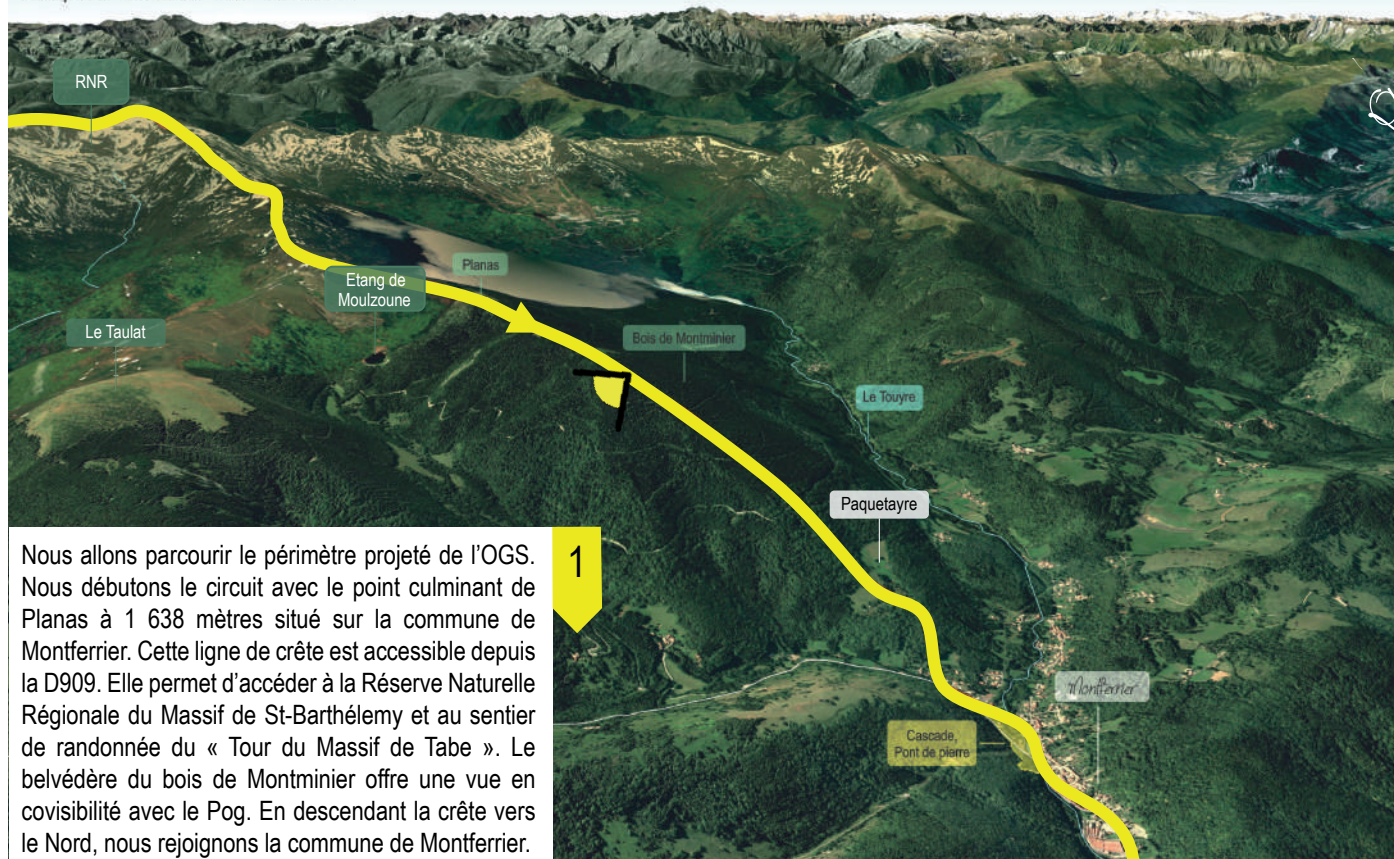 RNR
Planas
Etang de
Moulzoune
Le Taulat
Bois de Montminier
Le Touyre
Paquetayre
Montferrier
Cascade,
Pont de pierre
1
Nous allons parcourir le périmètre projeté de l’OGS.
Nous débutons le circuit avec le point culminant de
Planas à 1 638 mètres situé sur la commune de
Montferrier. Cette ligne de crête est accessible depuis
la D909. Elle permet d’accéder à la Réserve Naturelle
Régionale du Massif de St-Barthélemy et au sentier
de randonnée du « Tour du Massif de Tabe ». Le
belvédère du bois de Montminier offre une vue en
covisibilité avec le Pog. En descendant la crête vers
le Nord, nous rejoignons la commune de Montferrier.